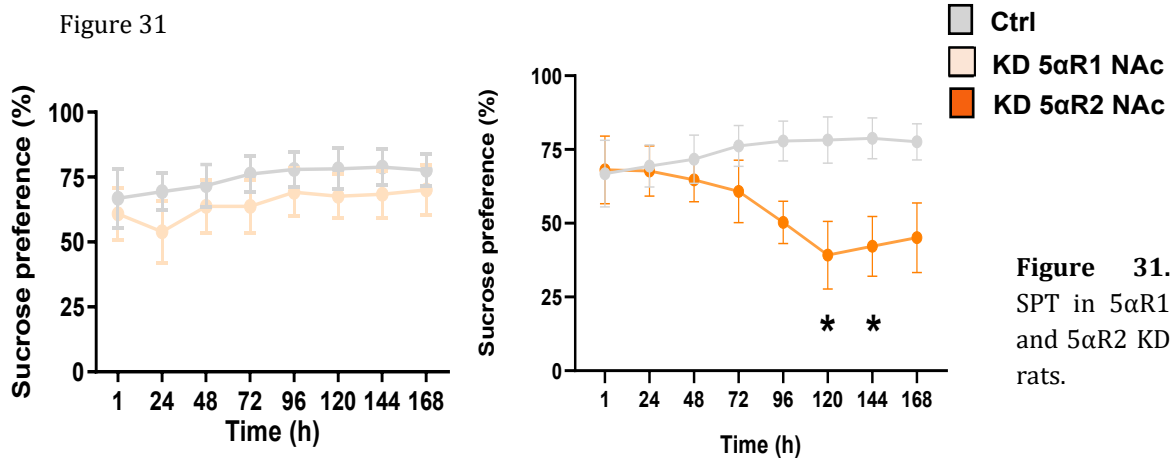 Figure 31
Ctrl
KD 5αR1 NAc
KD 5αR2 NAc
Sucrose preference (%)
100
75
50
25
0
1 24 48 72 96 120 144 168
Time (h)
Sucrose preference (%)
100
75
50
25
0
* *
1 24 48 72 96 120 144 168
Time (h)
Figure 31.
SPT in 5αR1
and 5αR2 KD
rats.